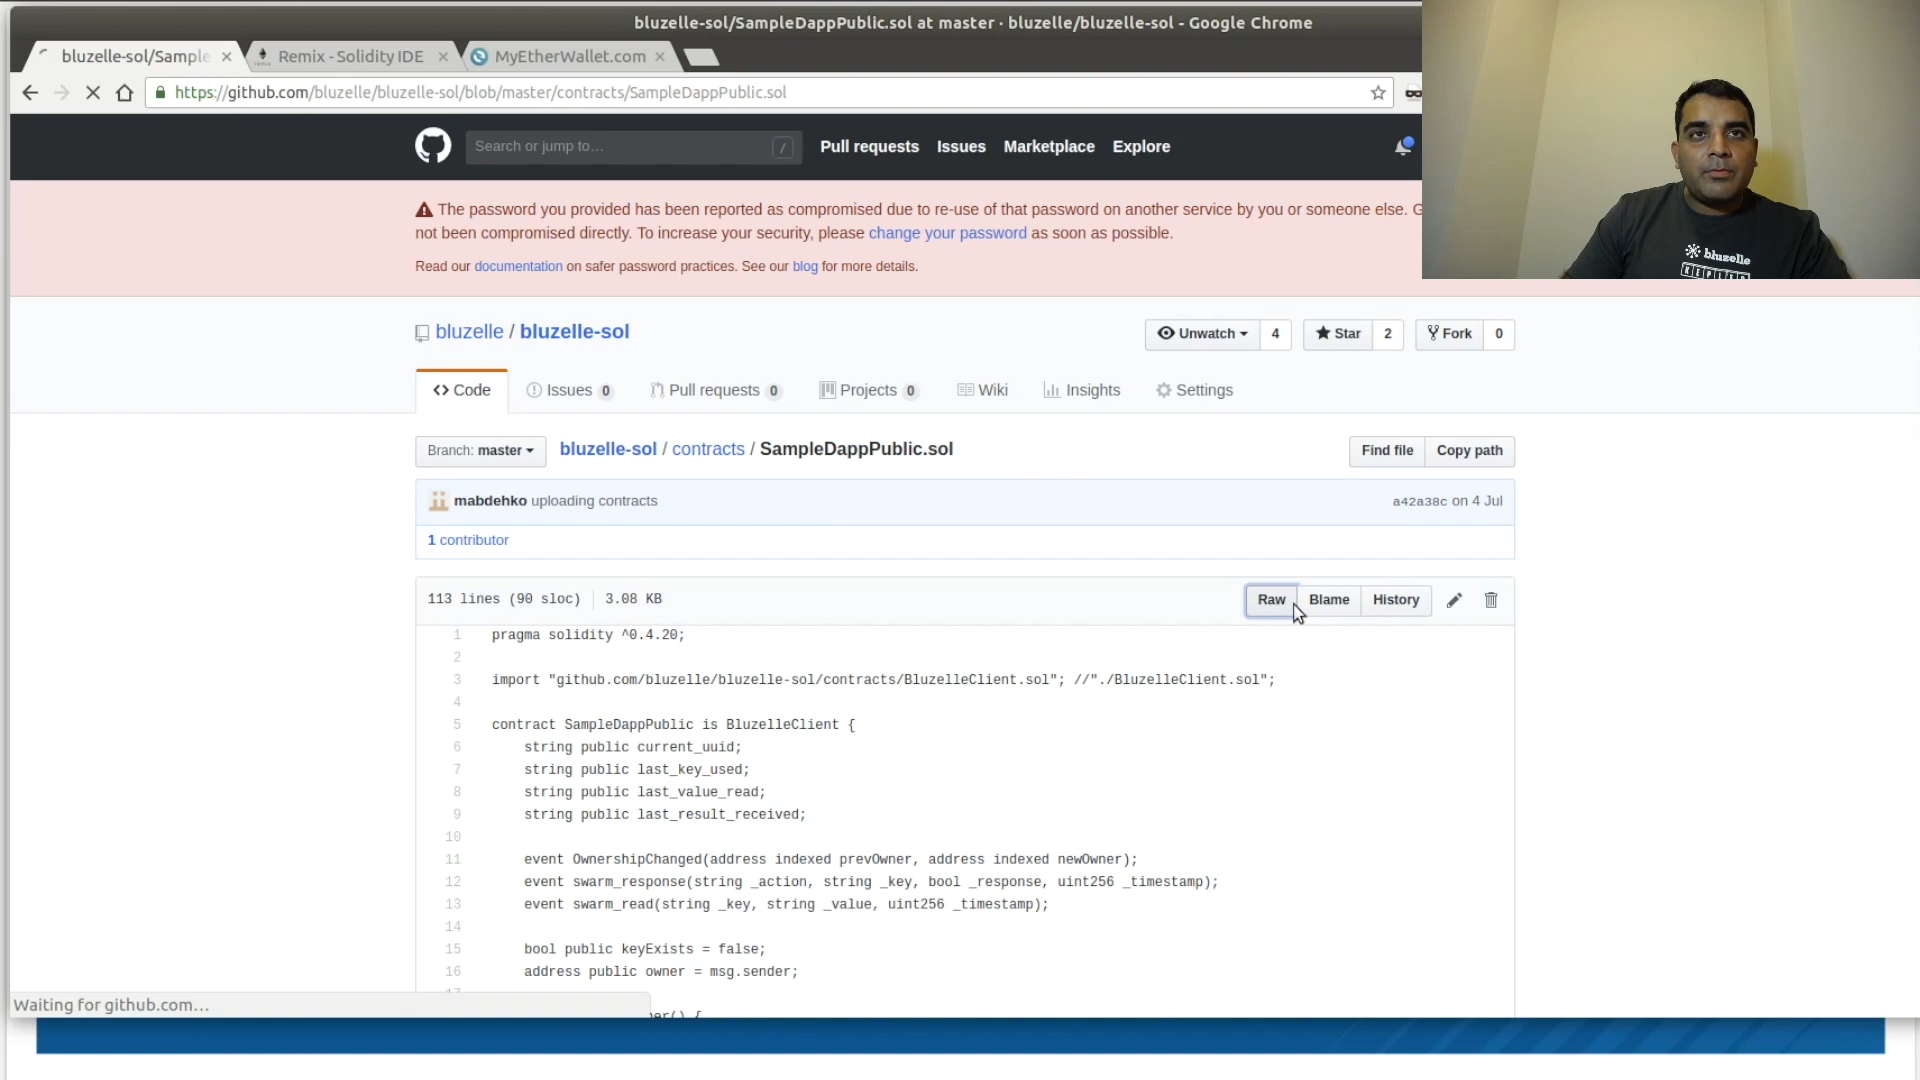 bluzelle-sol/SampleDappPublic.sol at master · bluzelle/bluzelle-sol - Google Chrome
bluzelle-sol/Sample
Remix - Solidity IDE
MyEtherWallet.com
https://github.com/bluzelle/bluzelle-sol/blob/master/contracts/SampleDappPublic.sol
Search or jump to…
/
Pull requests
Issues
Marketplace
Explore
The password you provided has been reported as compromised due to re-use of that password on another service by you or someone else. G
not been compromised directly. To increase your security, please change your password as soon as possible.
Read our documentation on safer password practices. See our blog for more details.
bluzelle
KEPLER
bluzelle / bluzelle-sol
Unwatch 4
Star 2
Fork 0
Code
Issues 0
Pull requests 0
Projects 0
Wiki
Insights
Settings
Branch: master
bluzelle-sol / contracts / SampleDappPublic.sol
Find file
Copy path
mabdehko uploading contracts
a42a38c on 4 Jul
1 contributor
113 lines (90 sloc)
3.08 KB
Raw
Blame
History
1 pragma solidity ^0.4.20;
2
3 import "github.com/bluzelle/bluzelle-sol/contracts/BluzelleClient.sol"; //"./BluzelleClient.sol";
4
5 contract SampleDappPublic is BluzelleClient {
6 string public current_uuid;
7 string public last_key_used;
8 string public last_value_read;
9 string public last_result_received;
10
11 event OwnershipChanged(address indexed prevOwner, address indexed newOwner);
12 event swarm_response(string _action, string _key, bool _response, uint256 _timestamp);
13 event swarm_read(string _key, string _value, uint256 _timestamp);
14
15 bool public keyExists = false;
16 address public owner = msg.sender;
Waiting for github.com…